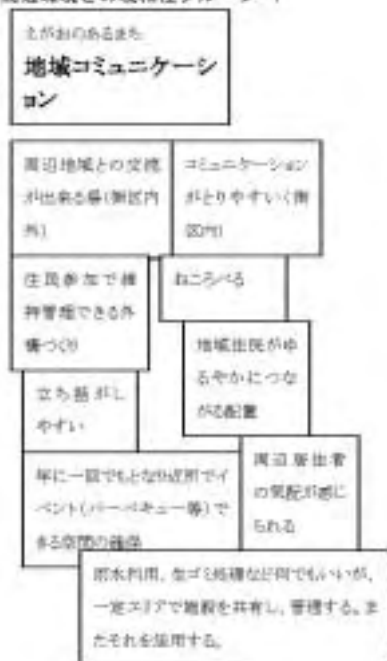 えがおのあるまち
地域コミュニケーシ
ョン
周辺地域との交流
が出来る場(街区内
外)
コミュニケーション
がとりやすい(街
区内)
住民参加で維
持管理できる外
構づくり
ねころべる
地域住民がゆ
るやかにつな
がる配置
立ち話がし
やすい
周辺居住者
の気配が感じ
られる
年に一回でもとなり近所でイ
ベント(バーベキュー等)で
きる空間の確保
雨水利用、生ゴミ処理など何でもいいが、
一定エリアで施設を共有し、管理する。ま
たそれを活用する。